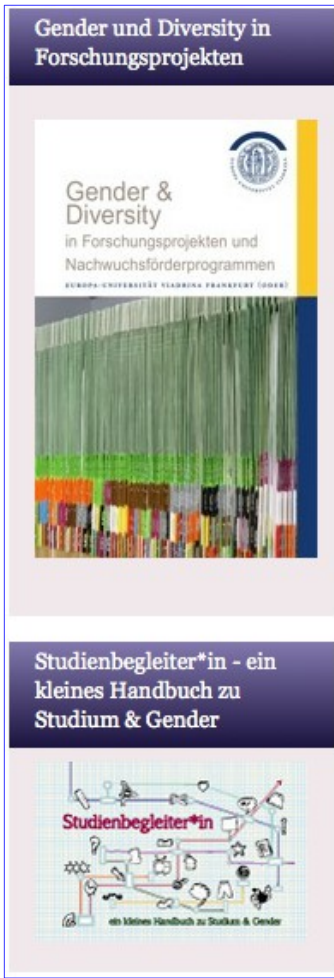 Gender und Diversity in
Forschungsprojekten
Gender &
Diversity
in Forschungsprojekten und
Nachwuchsförderprogrammen
EUROPA-UNIVERSITÄT VIADRINA FRANKFURT (ODER)
Studienbegleiter*in - ein
kleines Handbuch zu
Studium & Gender
Studienbegleiter*in
ein kleines Handbuch zu Studium & Gender